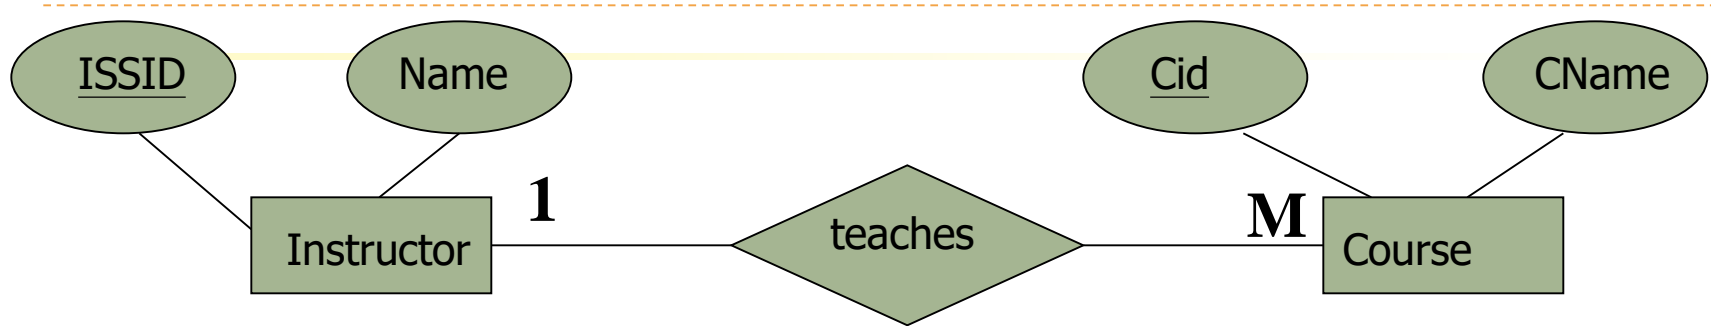 ISSID
Name
Cid
CName
Instructor
1
teaches
M
Course